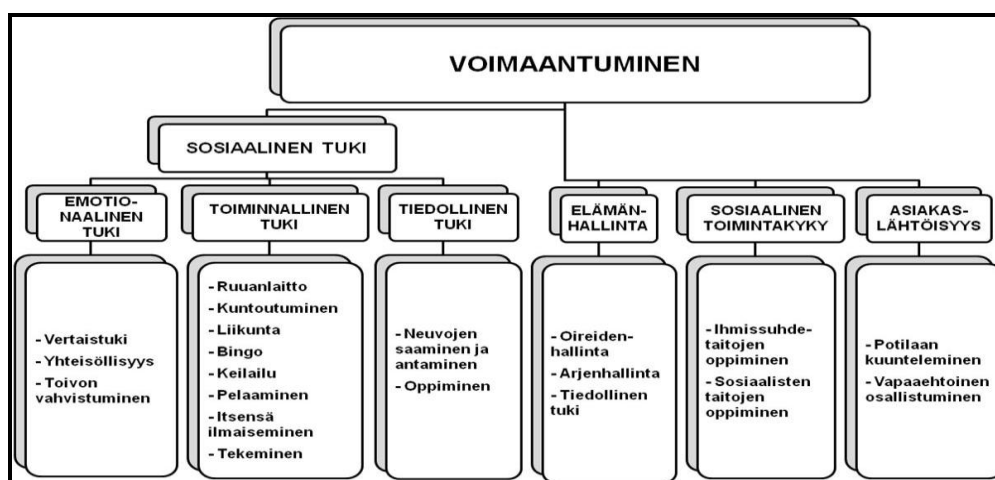 VOIMAANTUMINEN
SOSIAALINEN TUKI
EMOTIO-
NAALINEN
TUKI
TOIMINNALLINEN
TUKI
TIEDOLLINEN
TUKI
ELÄMÄN-
HALLINTA
SOSIAALINEN
TOIMINTAKYKY
ASIAKAS-
LÄHTÖISYYS
- Vertaistuki
- Yhteisöllisyys
- Toivon
vahvistuminen
- Ruuanlaitto
- Kuntoutuminen
- Liikunta
- Bingo
- Keilailu
- Pelaaminen
- Itsensä
ilmaiseminen
- Tekeminen
- Neuvojen
saaminen ja
antaminen
- Oppiminen
- Oireiden-
hallinta
- Arjenhallinta
- Tiedollinen
tuki
- Ihmissuhde-
taitojen
oppiminen
- Sosiaalisten
taitojen
oppiminen
- Potilaan
kuunteleminen
- Vapaaehtoinen
osallistuminen